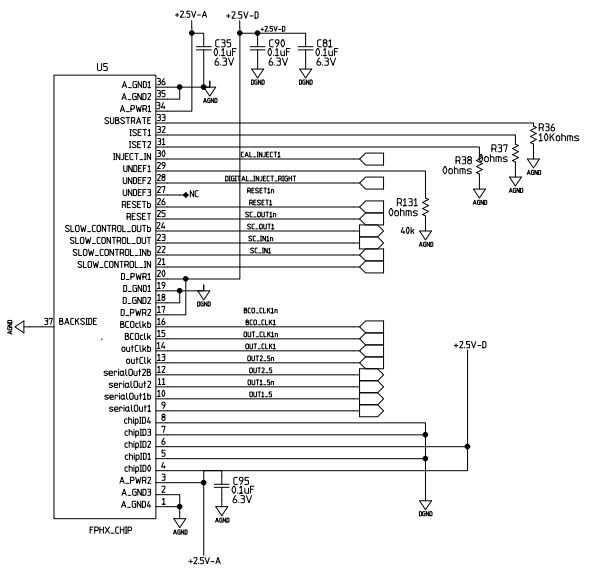 +2.5V-A
+2.5V-D
+2.5V-D
C35
0.1uF
6.3V
C90
0.1uF
6.3V
C81
0.1uF
6.3V
DGND
DGND
U5
A_GND1 36
A_GND2 35
AGND
A_PWR1 34
SUBSTRATE 33
ISET1 32
R36
10Kohms
ISET2 31
R37
0ohms
INJECT_IN 30 CAL_INJECT1
R38
0ohms
AGND
UNDEF1 29
UNDEF2 28 DIGITAL_INJECT_RIGHT
AGND
UNDEF3 27 NC RESET1n
AGND
RESETb 26 RESET1
R131
0ohms
RESET 25 SC_OUT1n
SLOW_CONTROL_OUTb 24 SC_OUT1
40k
SLOW_CONTROL_OUT 23 SC_IN1n
AGND
SLOW_CONTROL_INb 22 SC_IN1
SLOW_CONTROL_IN 21
D_PWR1 20
D_GND1 19
D_GND2 18
DGND
D_PWR2 17 BCO_CLK1n
AGND 37 BACKSIDE
BCOclkb 16 BCO_CLK1
BCOclk 15 OUT_CLK1n
outClkb 14 OUT_CLK1
+2.5V-D
outClk 13 OUT2_5n
serialOut2B 12 OUT2_5
serialOut2 11 OUT1_5n
serialOut1b 10 OUT1_5
serialOut1 9
chipID4 8
chipID3 7
chipID2 6
chipID1 5
chipID0 4
A_PWR2 3
C95
0.1uF
6.3V
A_GND3 2
A_GND4 1
AGND
AGND
DGND
FPHX_CHIP
+2.5V-A